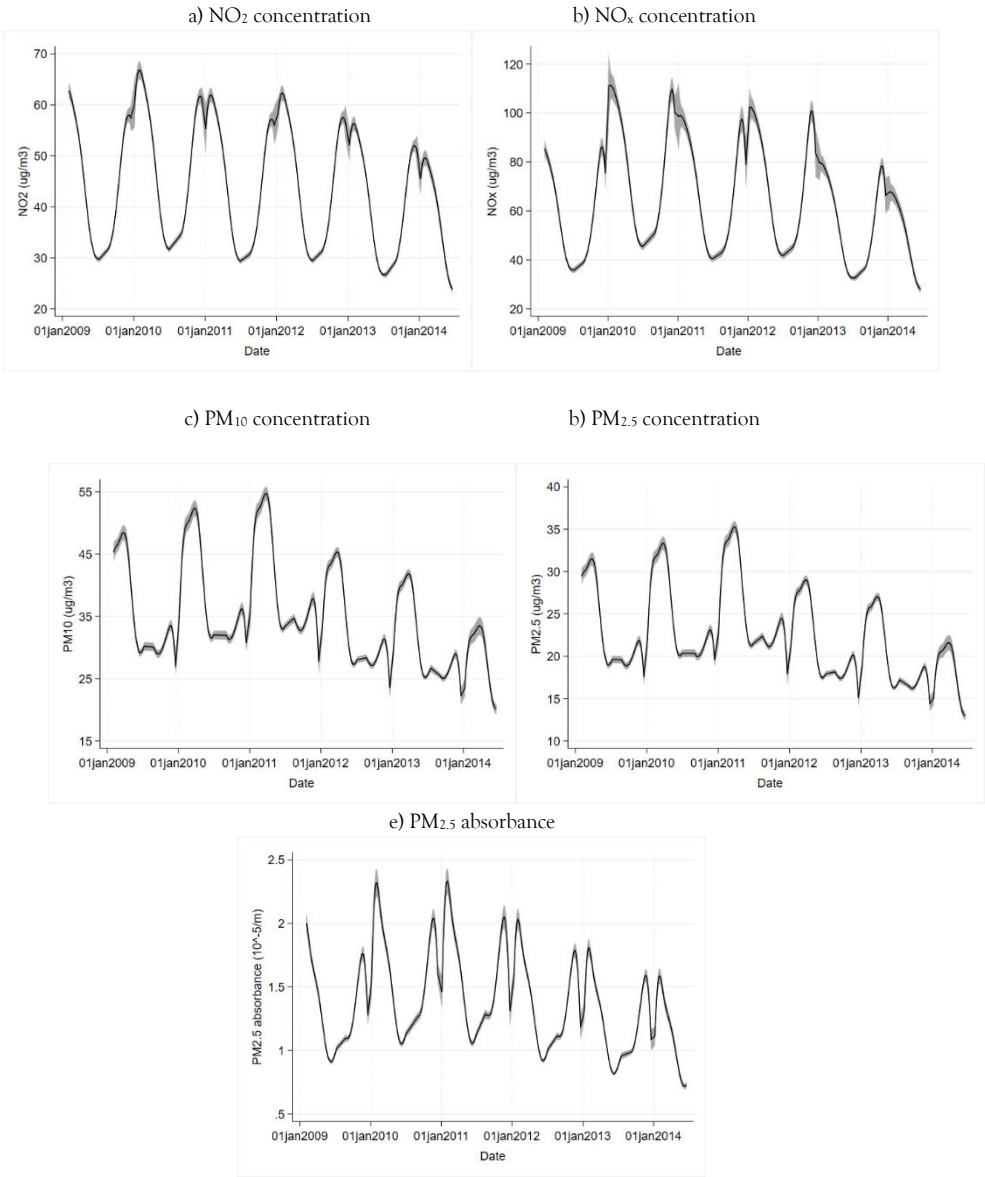 a) NO₂ concentration
b) NOₓ concentration
70
60
50
40
30
20
NO2 (ug/m3)
01jan2009 01jan2010 01jan2011 01jan2012 01jan2013 01jan2014
Date
120
100
80
60
40
20
NOx (ug/m3)
01jan2009 01jan2010 01jan2011 01jan2012 01jan2013 01jan2014
Date
c) PM₁₀ concentration
b) PM₂.₅ concentration
55
45
35
25
15
PM10 (ug/m3)
01jan2009 01jan2010 01jan2011 01jan2012 01jan2013 01jan2014
Date
40
35
30
25
20
15
10
PM2.5 (ug/m3)
01jan2009 01jan2010 01jan2011 01jan2012 01jan2013 01jan2014
Date
e) PM₂.₅ absorbance
2.5
2
1.5
1
.5
PM2.5 absorbance (10^-5/m)
01jan2009 01jan2010 01jan2011 01jan2012 01jan2013 01jan2014
Date